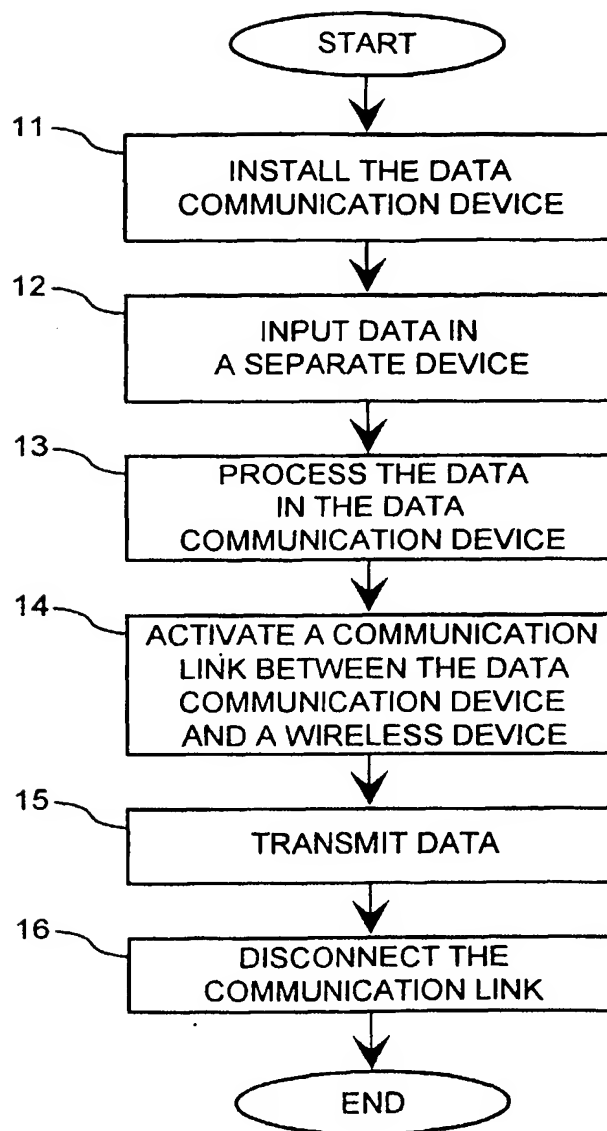 START
11
INSTALL THE DATA
COMMUNICATION DEVICE
12
INPUT DATA IN
A SEPARATE DEVICE
13
PROCESS THE DATA
IN THE DATA
COMMUNICATION DEVICE
14
ACTIVATE A COMMUNICATION
LINK BETWEEN THE DATA
COMMUNICATION DEVICE
AND A WIRELESS DEVICE
15
TRANSMIT DATA
16
DISCONNECT THE
COMMUNICATION LINK
END